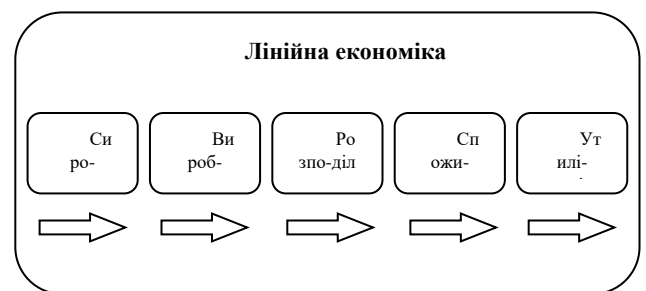 Лінійна економіка
Си
ро-
Ви
роб-
Ро
зпо-діл
Сп
ожи-
Ут
илі-